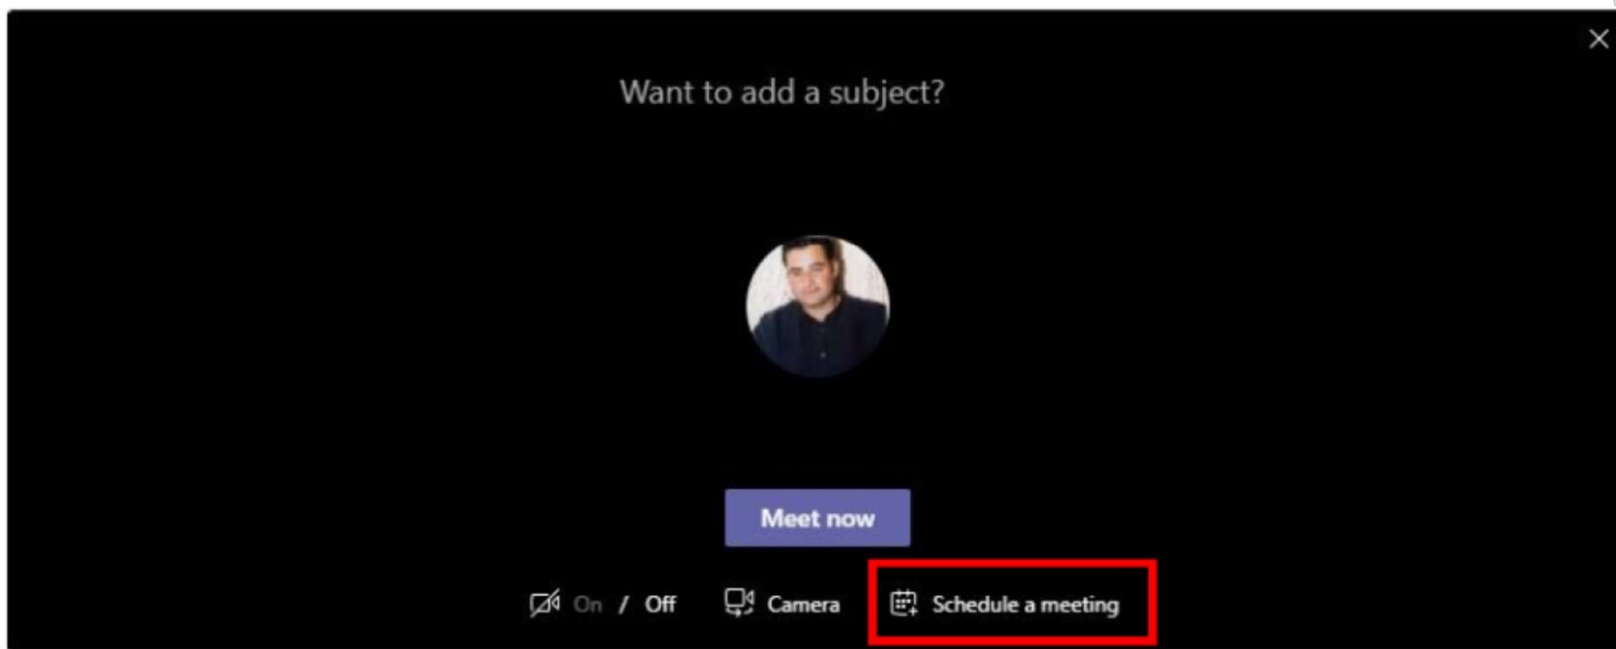 Want to add a subject?
Meet now
On / Off Camera Schedule a meeting